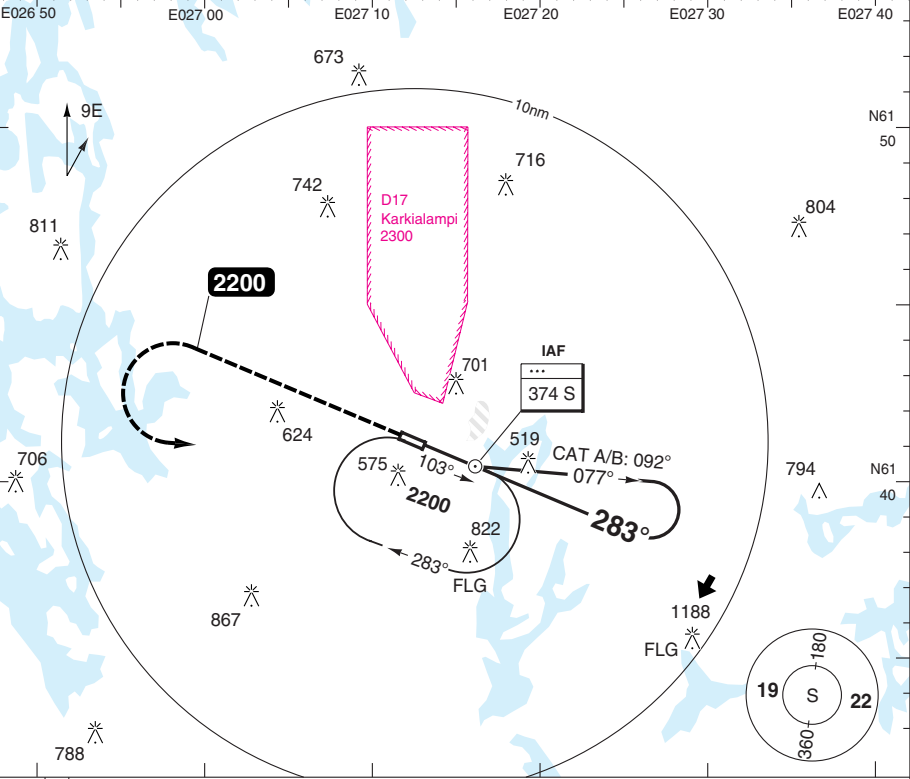 E026 50
E027 00
E027 10
E027 20
E027 30
E027 40
673
10nm
9E
N61
50
716
742
D17
Karkialampi
2300
804
811
2200
IAF
701
374 S
624
519
CAT A/B: 092°
706
575
103°
077°
794
N61
40
2200
283°
822
283°
FLG
867
1188
FLG
180
19
S
22
360
788